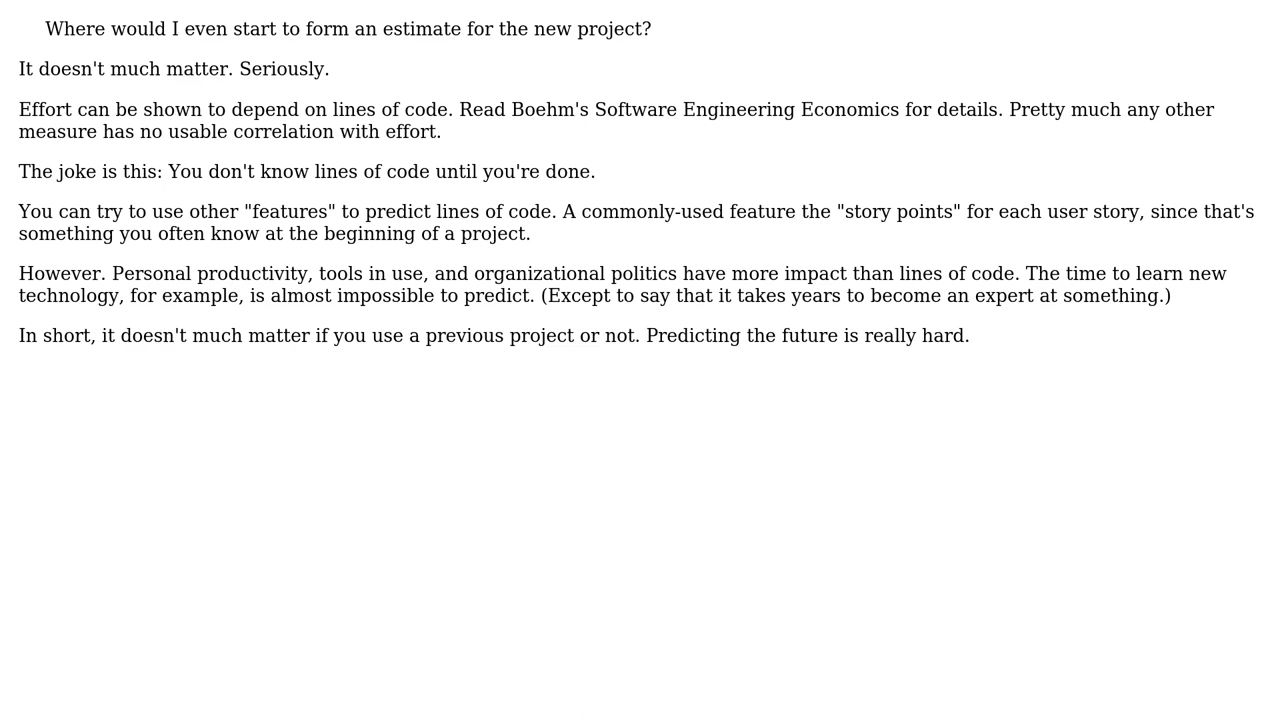 Where would I even start to form an estimate for the new project?
It doesn't much matter. Seriously.
Effort can be shown to depend on lines of code. Read Boehm's Software Engineering Economics for details. Pretty much any other
measure has no usable correlation with effort.
The joke is this: You don't know lines of code until you're done.
You can try to use other "features" to predict lines of code. A commonly-used feature the "story points" for each user story, since that's
something you often know at the beginning of a project.
However. Personal productivity, tools in use, and organizational politics have more impact than lines of code. The time to learn new
technology, for example, is almost impossible to predict. (Except to say that it takes years to become an expert at something.)
In short, it doesn't much matter if you use a previous project or not. Predicting the future is really hard.